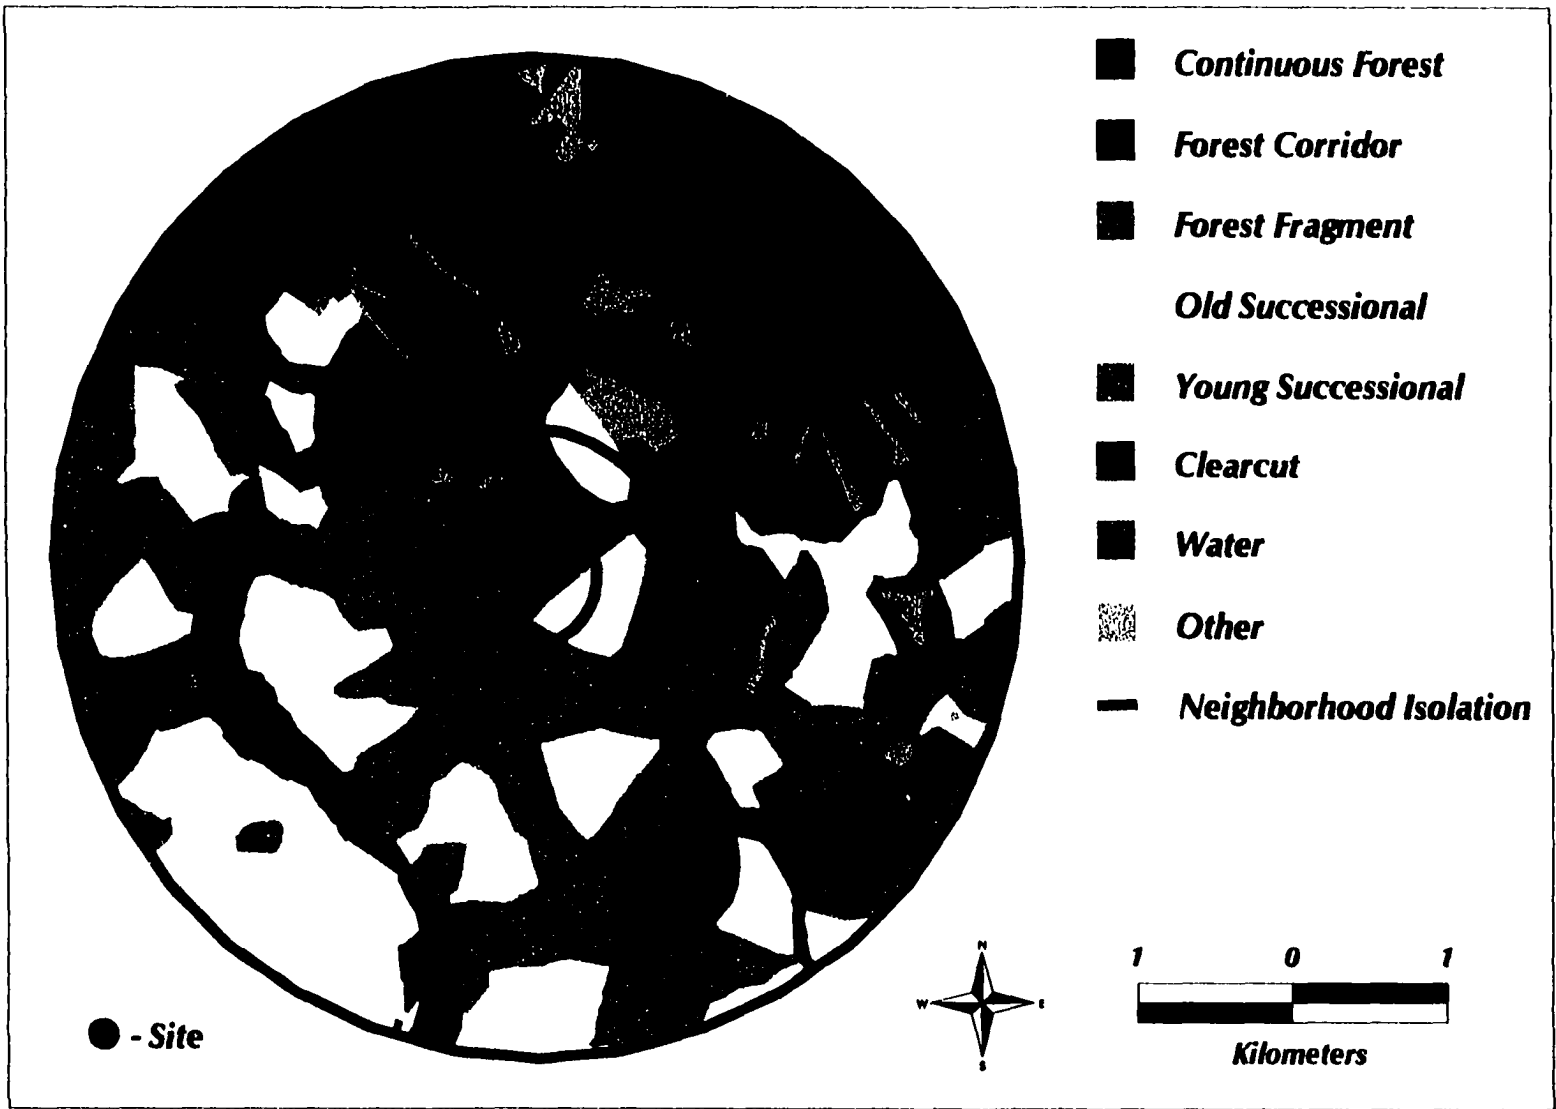 Continuous Forest
Forest Corridor
Forest Fragment
Old Successional
Young Successional
Clearcut
Water
Other
Neighborhood Isolation
N
W E
S
1 0 1
Kilometers
- Site